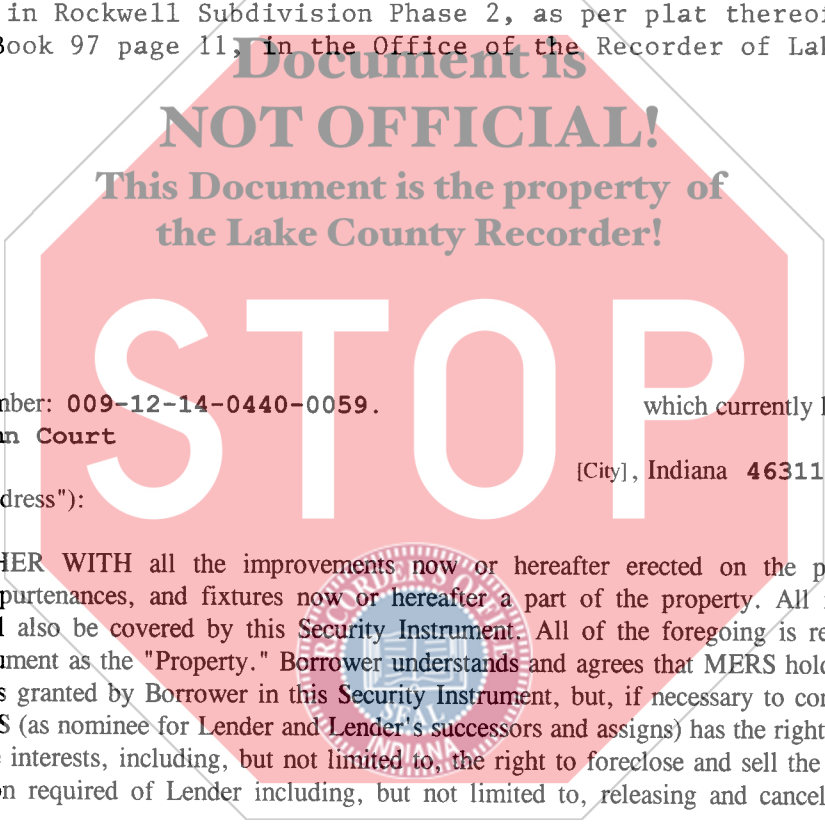 in Rockwell Subdivision Phase 2, as per plat thereof
Book 97 page 11, in the Office of the Recorder of Lak
Document is
NOT OFFICIAL!
This Document is the property of
the Lake County Recorder!
STOP
mber: 009-12-14-0440-0059. which currently h
n Court
[City], Indiana 46311
dress"):
HER WITH all the improvements now or hereafter erected on the p
purtenances, and fixtures now or hereafter a part of the property. All
l also be covered by this Security Instrument. All of the foregoing is re
ument as the "Property." Borrower understands and agrees that MERS hold
s granted by Borrower in this Security Instrument, but, if necessary to con
S (as nominee for Lender and Lender's successors and assigns) has the right
e interests, including, but not limited to, the right to foreclose and sell the
on required of Lender including, but not limited to, releasing and cancel
RECORDER'S OFFICE
SEAL
INDIANA